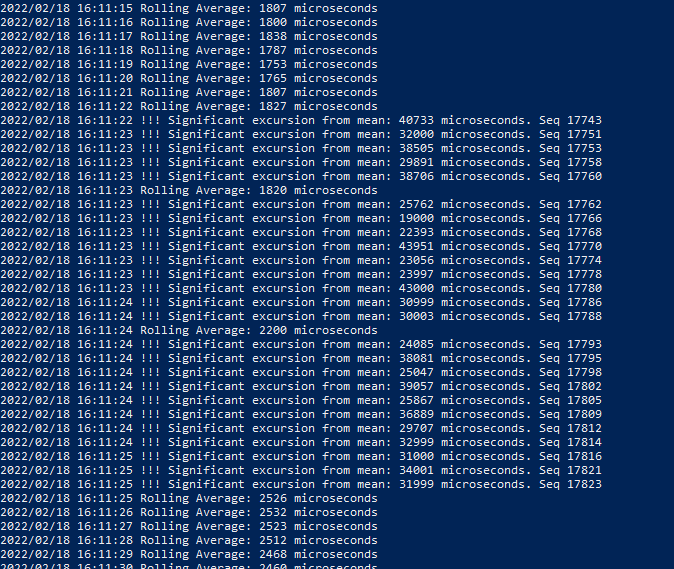 2022/02/18 16:11:15 Rolling Average: 1807 microseconds
2022/02/18 16:11:16 Rolling Average: 1800 microseconds
2022/02/18 16:11:17 Rolling Average: 1838 microseconds
2022/02/18 16:11:18 Rolling Average: 1787 microseconds
2022/02/18 16:11:19 Rolling Average: 1753 microseconds
2022/02/18 16:11:20 Rolling Average: 1765 microseconds
2022/02/18 16:11:21 Rolling Average: 1807 microseconds
2022/02/18 16:11:22 Rolling Average: 1827 microseconds
2022/02/18 16:11:22 !!! Significant excursion from mean: 40733 microseconds. Seq 17743
2022/02/18 16:11:23 !!! Significant excursion from mean: 32000 microseconds. Seq 17751
2022/02/18 16:11:23 !!! Significant excursion from mean: 38505 microseconds. Seq 17753
2022/02/18 16:11:23 !!! Significant excursion from mean: 29891 microseconds. Seq 17758
2022/02/18 16:11:23 !!! Significant excursion from mean: 38706 microseconds. Seq 17760
2022/02/18 16:11:23 Rolling Average: 1820 microseconds
2022/02/18 16:11:23 !!! Significant excursion from mean: 25762 microseconds. Seq 17762
2022/02/18 16:11:23 !!! Significant excursion from mean: 19000 microseconds. Seq 17766
2022/02/18 16:11:23 !!! Significant excursion from mean: 22393 microseconds. Seq 17768
2022/02/18 16:11:23 !!! Significant excursion from mean: 43951 microseconds. Seq 17770
2022/02/18 16:11:23 !!! Significant excursion from mean: 23056 microseconds. Seq 17774
2022/02/18 16:11:23 !!! Significant excursion from mean: 23997 microseconds. Seq 17778
2022/02/18 16:11:23 !!! Significant excursion from mean: 43000 microseconds. Seq 17780
2022/02/18 16:11:24 !!! Significant excursion from mean: 30999 microseconds. Seq 17786
2022/02/18 16:11:24 !!! Significant excursion from mean: 30003 microseconds. Seq 17788
2022/02/18 16:11:24 Rolling Average: 2200 microseconds
2022/02/18 16:11:24 !!! Significant excursion from mean: 24085 microseconds. Seq 17793
2022/02/18 16:11:24 !!! Significant excursion from mean: 38081 microseconds. Seq 17795
2022/02/18 16:11:24 !!! Significant excursion from mean: 25047 microseconds. Seq 17798
2022/02/18 16:11:24 !!! Significant excursion from mean: 39057 microseconds. Seq 17802
2022/02/18 16:11:24 !!! Significant excursion from mean: 25867 microseconds. Seq 17805
2022/02/18 16:11:24 !!! Significant excursion from mean: 36889 microseconds. Seq 17809
2022/02/18 16:11:24 !!! Significant excursion from mean: 29707 microseconds. Seq 17812
2022/02/18 16:11:24 !!! Significant excursion from mean: 32999 microseconds. Seq 17814
2022/02/18 16:11:25 !!! Significant excursion from mean: 31000 microseconds. Seq 17816
2022/02/18 16:11:25 !!! Significant excursion from mean: 34001 microseconds. Seq 17821
2022/02/18 16:11:25 !!! Significant excursion from mean: 31999 microseconds. Seq 17823
2022/02/18 16:11:25 Rolling Average: 2526 microseconds
2022/02/18 16:11:26 Rolling Average: 2532 microseconds
2022/02/18 16:11:27 Rolling Average: 2523 microseconds
2022/02/18 16:11:28 Rolling Average: 2512 microseconds
2022/02/18 16:11:29 Rolling Average: 2468 microseconds
2022/02/18 16:11:30 Rolling Average: 2460 microseconds